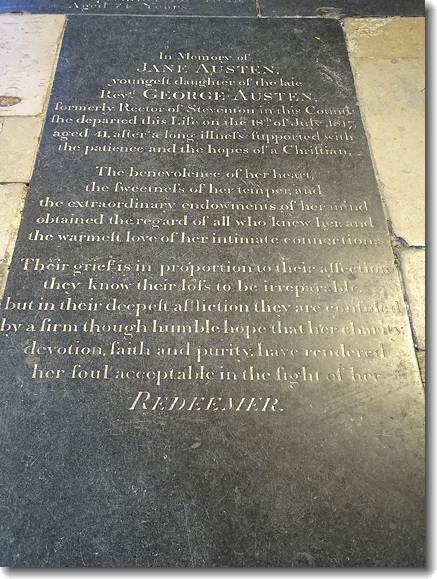 Aged Years
In Memory of
JANE AUSTEN,
youngeſt daughter of the late
Revd. GEORGE AUSTEN,
formerly Rector of Steventon in this County
ſhe departed this Life on the 18th of July 1817,
aged 41, after a long illneſs ſupported with
the patience and the hopes of a Chriſtian.
The benevolence of her heart,
the ſweetneſs of her temper, and
the extraordinary endowments of her mind
obtained the regard of all who knew her, and
the warmeſt love of her intimate connections.
Their grief is in proportion to their affection
they know their loſs to be irreparable,
but in their deepeſt affliction they are conſoled
by a firm though humble hope that her charity,
devotion, faith and purity, have rendered
her ſoul acceptable in the ſight of her
REDEEMER.